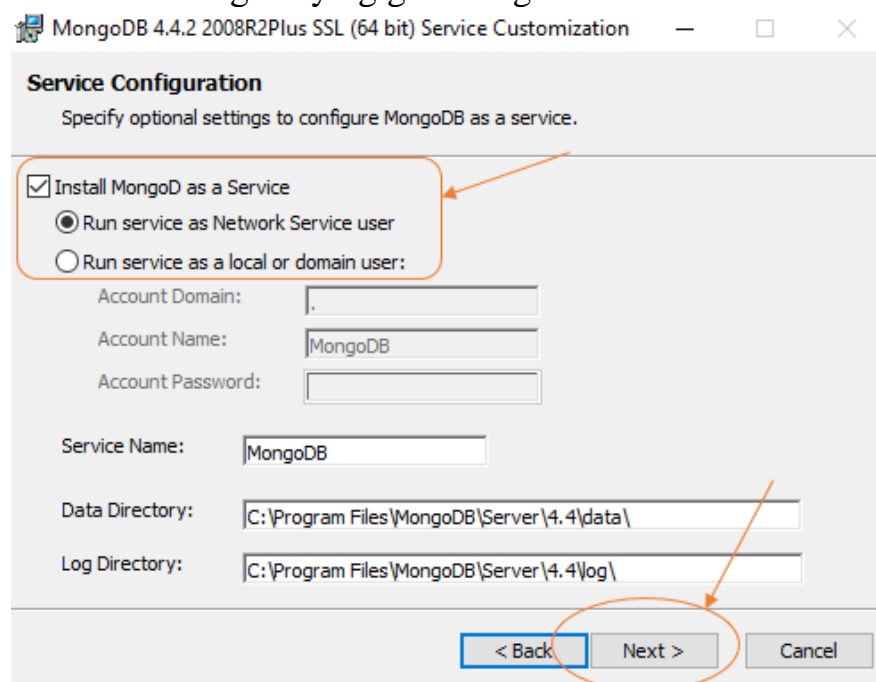 MongoDB 4.4.2 2008R2Plus SSL (64 bit) Service Customization
Service Configuration
Specify optional settings to configure MongoDB as a service.
Install MongoD as a Service
Run service as Network Service user
Run service as a local or domain user:
Account Domain: .
Account Name: MongoDB
Account Password:
Service Name: MongoDB
Data Directory: C:\Program Files\MongoDB\Server\4.4\data\
Log Directory: C:\Program Files\MongoDB\Server\4.4\log\
< Back Next > Cancel